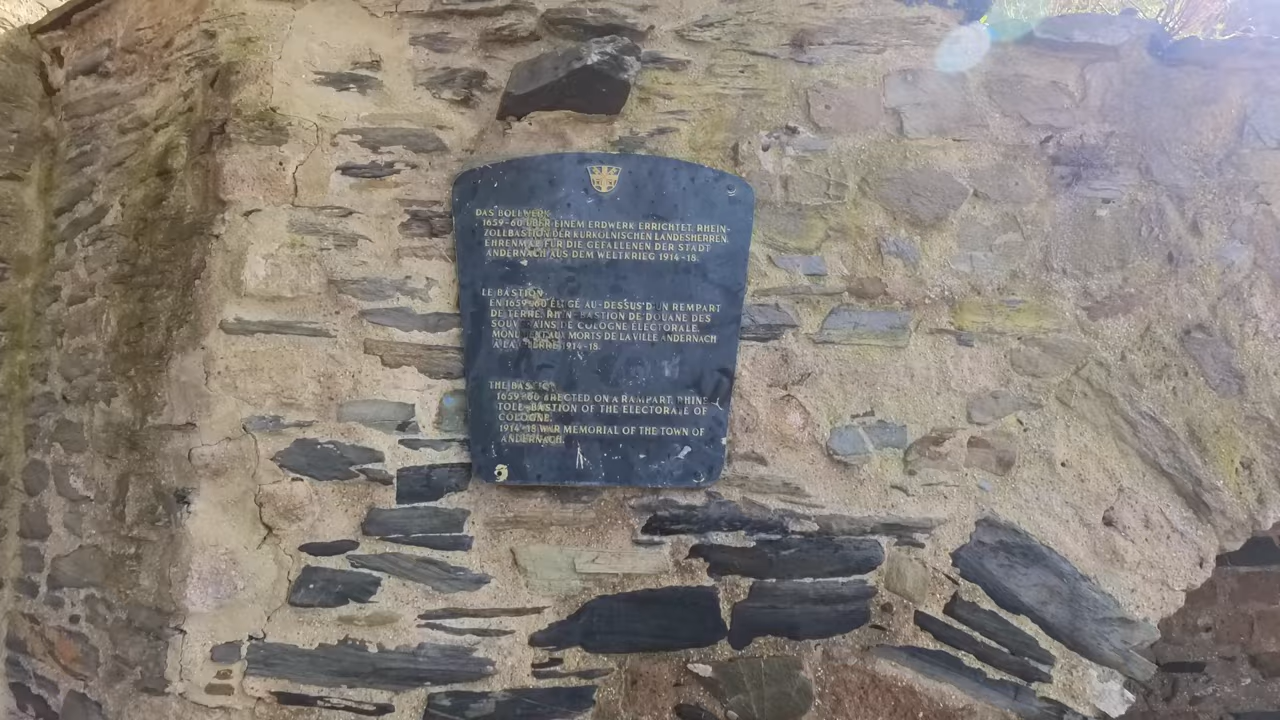 DAS BOLLWERK
1659-60 ÜBER EINEM ERDWERK ERRICHTET. RHEIN-
ZOLLBASTION DER KURKÖLNISCHEN LANDESHERREN.
EHRENMAL FÜR DIE GEFALLENEN DER STADT
ANDERNACH AUS DEM WELTKRIEG 1914-18.
LE BASTION
EN 1659-60 ÉRIGÉ AU-DESSUS D'UN REMPART
DE TERRE. RHIN-BASTION DE DOUANE DES
SOUVERAINS DE COLOGNE ELECTORALE.
MONUMENT AUX MORTS DE LA VILLE ANDERNACH
A LA GUERRE 1914-18.
THE BASTION
1659-60 ERECTED ON A RAMPART. RHINE
TOLL-BASTION OF THE ELECTORATE OF
COLOGNE.
1914-18 WAR MEMORIAL OF THE TOWN OF
ANDERNACH.